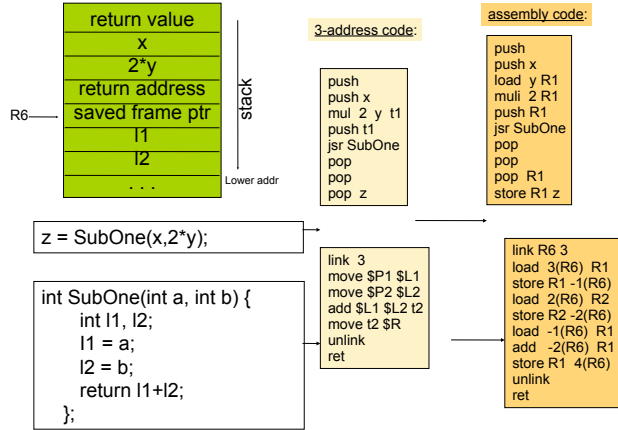 return value
x
2*y
return address
saved frame ptr
l1
l2
. . .
R6
stack
Lower addr
3-address code:
push
push x
mul 2 y t1
push t1
jsr SubOne
pop
pop
pop z
assembly code:
push
push x
load y R1
muli 2 R1
push R1
jsr SubOne
pop
pop
pop R1
store R1 z
z = SubOne(x,2*y);
int SubOne(int a, int b) {
int l1, l2;
l1 = a;
l2 = b;
return l1+l2;
};
link 3
move $P1 $L1
move $P2 $L2
add $L1 $L2 t2
move t2 $R
unlink
ret
link R6 3
load 3(R6) R1
store R1 -1(R6)
load 2(R6) R2
store R2 -2(R6)
load -1(R6) R1
add -2(R6) R1
store R1 4(R6)
unlink
ret